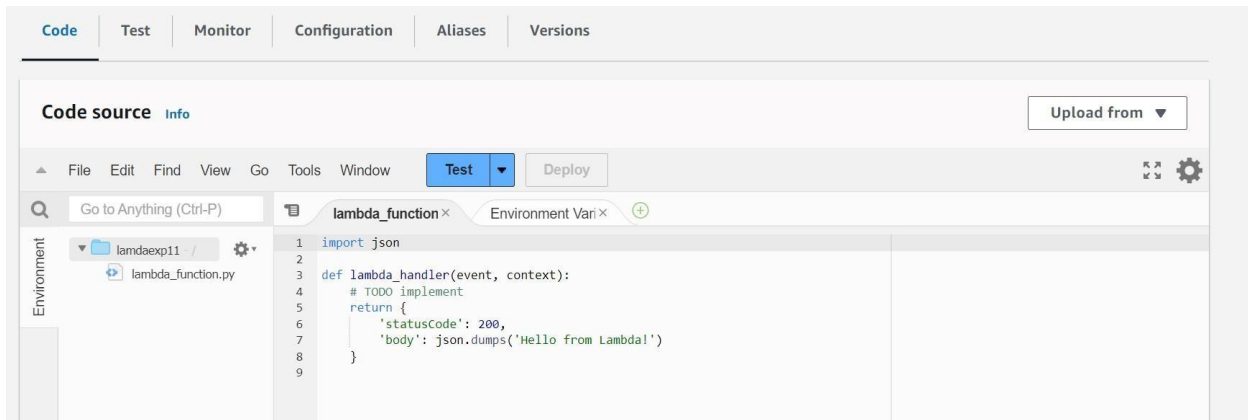 Code Test Monitor Configuration Aliases Versions
Code source Info
Upload from
File Edit Find View Go Tools Window Test Deploy
Go to Anything (Ctrl-P)
lambda_function Environment Vari
Environment
lamdaexp11 - /
lambda_function.py
1 import json
2
3 def lambda_handler(event, context):
4 # TODO implement
5 return {
6 'statusCode': 200,
7 'body': json.dumps('Hello from Lambda!')
8 }
9